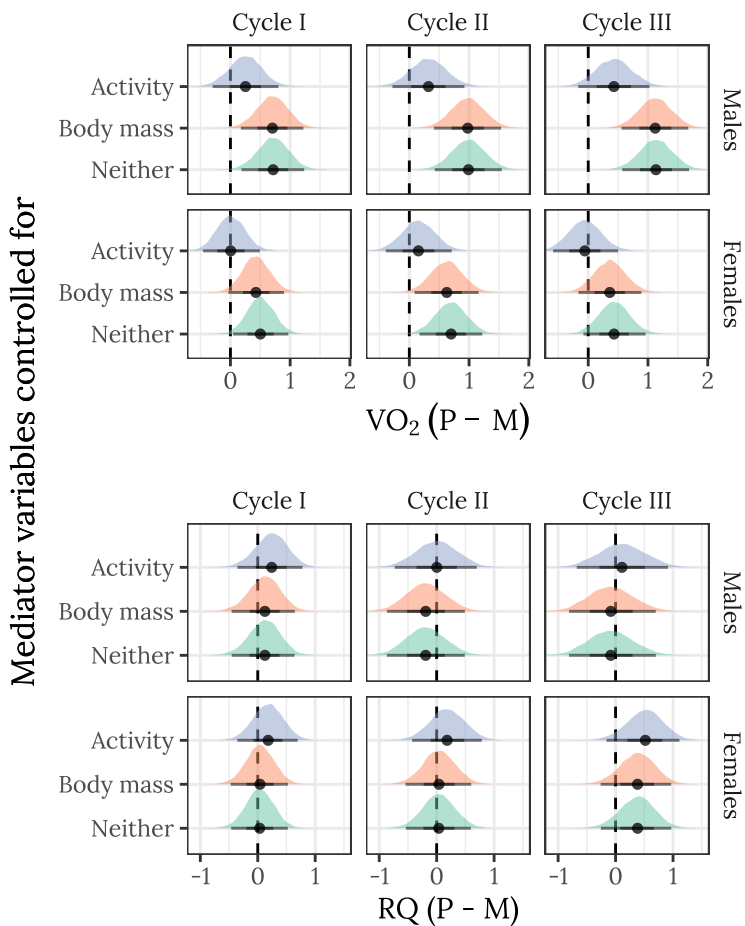 Mediator variables controlled for
Cycle I Cycle II Cycle III
Activity
Body mass
Neither
Males
Activity
Body mass
Neither
Females
0 1 2 0 1 2 0 1 2
VO₂ (P − M)
Cycle I Cycle II Cycle III
Activity
Body mass
Neither
Males
Activity
Body mass
Neither
Females
−1 0 1 −1 0 1 −1 0 1
RQ (P − M)